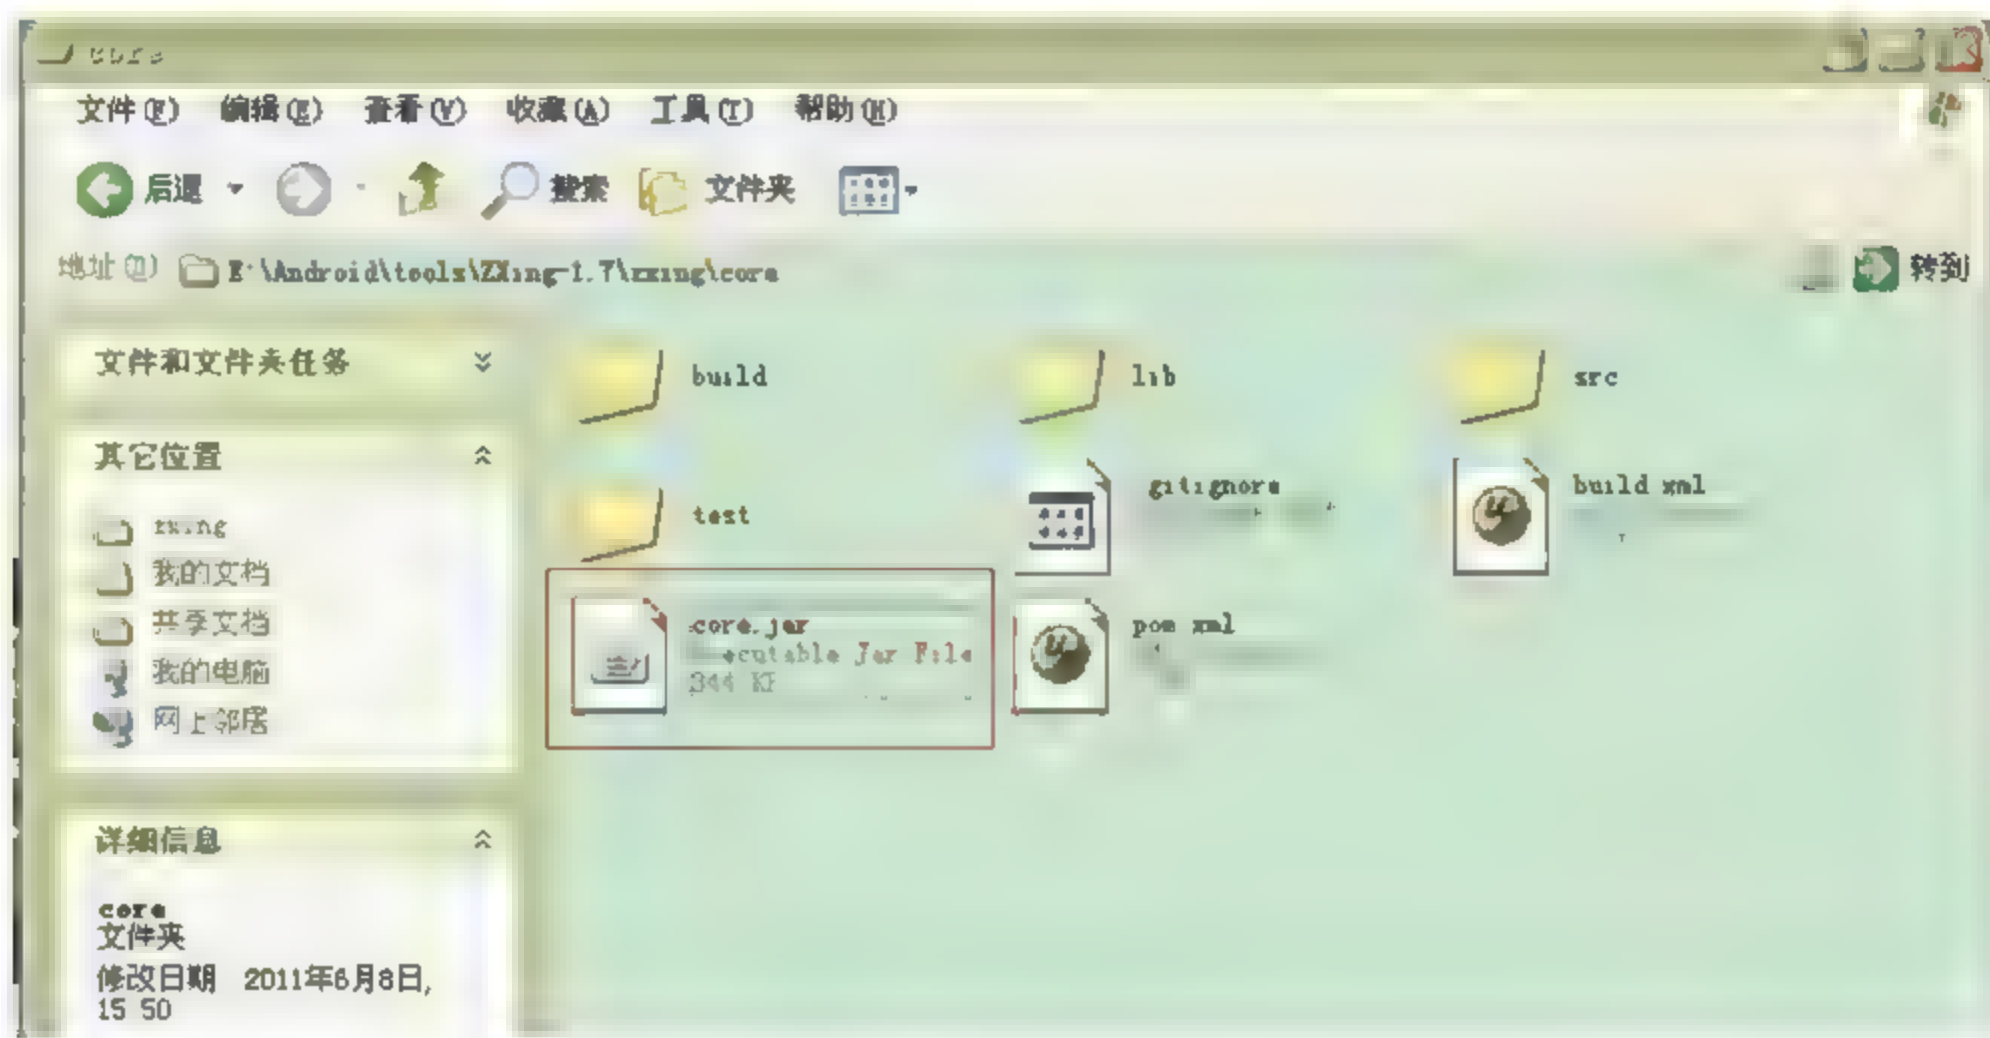 core
文件(F) 编辑(E) 查看(V) 收藏(A) 工具(T) 帮助(H)
后退 搜索 文件夹
地址(D) E:\Android\tools\ZXing-1.7\zxing\core 转到
文件和文件夹任务
其它位置
zxing
我的文档
共享文档
我的电脑
网上邻居
详细信息
core
文件夹
修改日期 2011年6月8日,
15 50
build lib src
test gitignore build xml
core.jar pom xml
Executable Jar File
344 KB